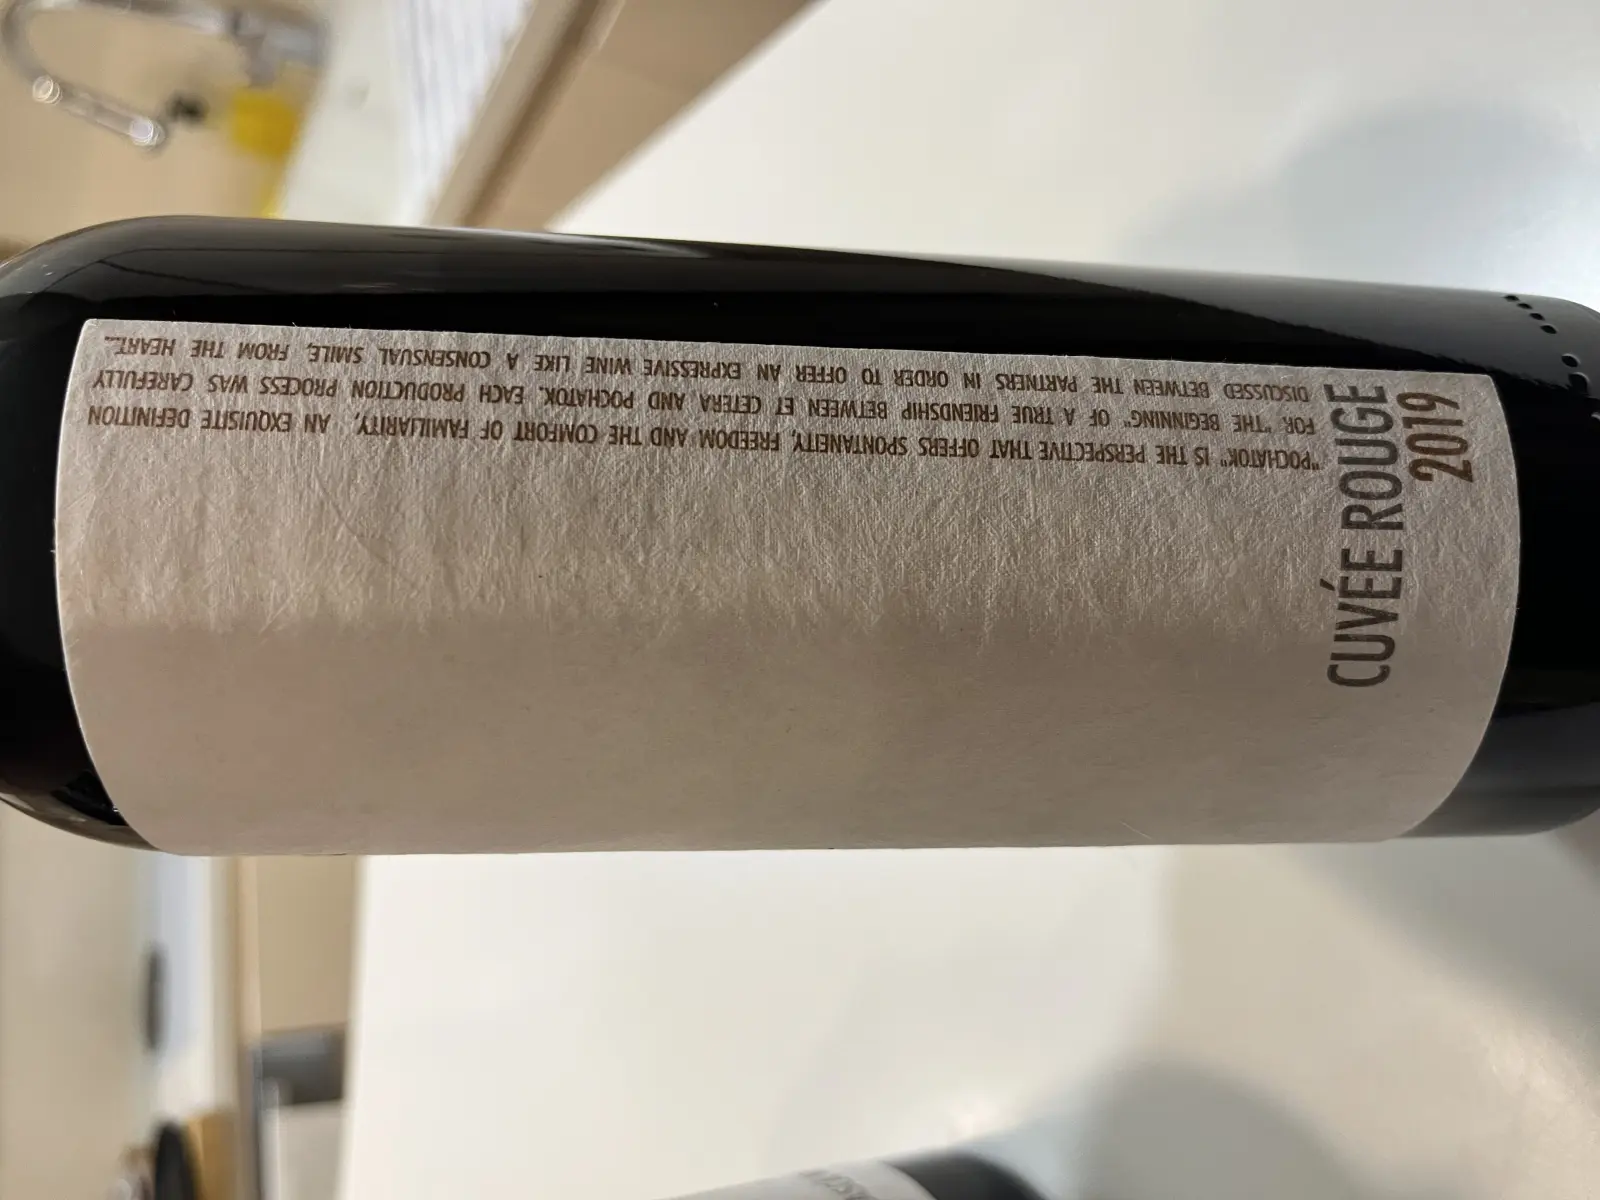 "POCHATOK" IS THE PERSPECTIVE THAT OFFERS SPONTANEITY, FREEDOM AND THE COMFORT OF FAMILIARITY, AN EXQUISITE DEFINITION
FOR "THE BEGINNING" OF A TRUE FRIENDSHIP BETWEEN ET CETERA AND POCHATOK. EACH PRODUCTION PROCESS WAS CAREFULLY
DISCUSSED BETWEEN THE PARTNERS IN ORDER TO OFFER AN EXPRESSIVE WINE LIKE A CONSENSUAL SMILE, FROM THE HEART...
CUVÉE ROUGE
2019